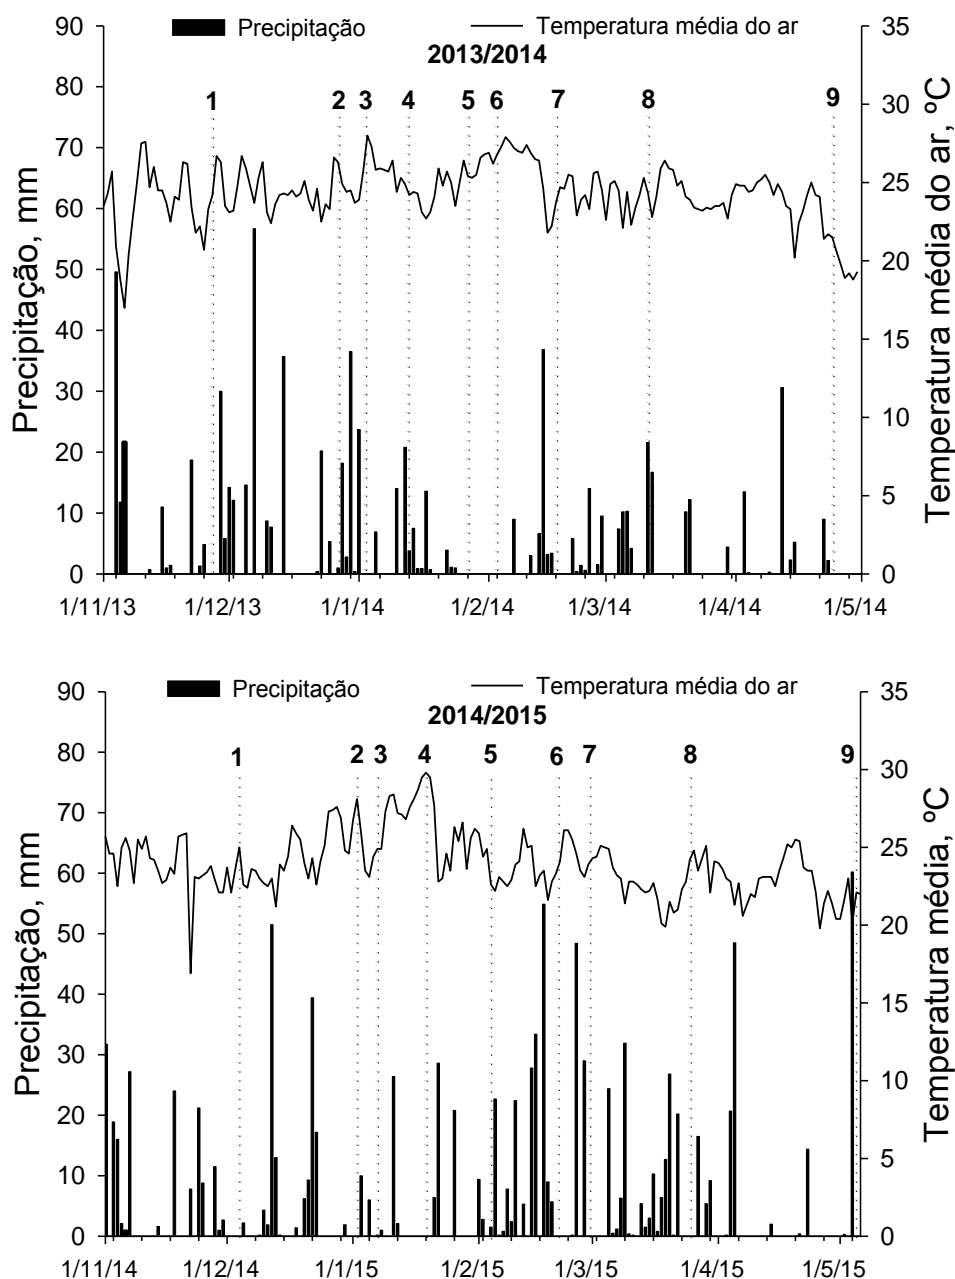 Precipitação Temperatura média do ar
2013/2014
90 35
80 30
70 25
60 20
50 15
40 10
30 5
20 0
10
0
1 2 3 4 5 6 7 8 9
Precipitação, mm
Temperatura média do ar, ºC
1/11/13 1/12/13 1/1/14 1/2/14 1/3/14 1/4/14 1/5/14
Precipitação Temperatura média do ar
2014/2015
90 35
80 30
70 25
60 20
50 15
40 10
30 5
20 0
10
0
1 2 3 4 5 6 7 8 9
Precipitação, mm
Temperatura média, ºC
1/11/14 1/12/14 1/1/15 1/2/15 1/3/15 1/4/15 1/5/15